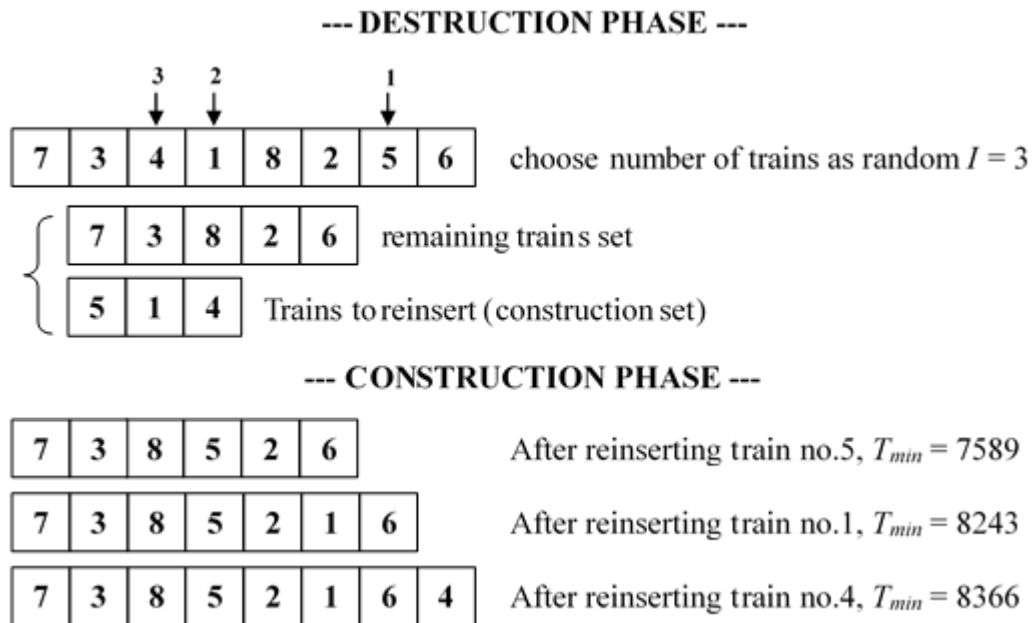 --- DESTRUCTION PHASE ---
3 2 1
7 3 4 1 8 2 5 6 choose number of trains as random I = 3
7 3 8 2 6 remaining trains set
5 1 4 Trains to reinsert (construction set)
--- CONSTRUCTION PHASE ---
7 3 8 5 2 6 After reinserting train no.5, Tmin = 7589
7 3 8 5 2 1 6 After reinserting train no.1, Tmin = 8243
7 3 8 5 2 1 6 4 After reinserting train no.4, Tmin = 8366